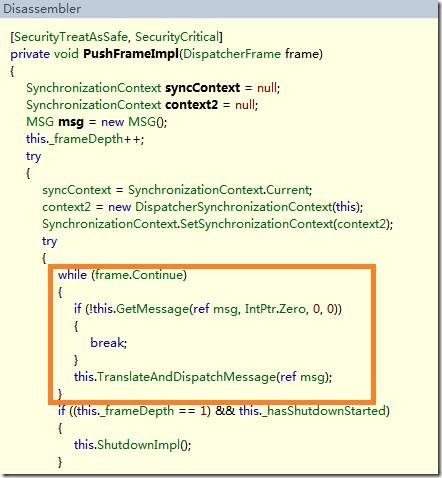 Disassembler
[SecurityTreatAsSafe, SecurityCritical]
private void PushFrameImpl(DispatcherFrame frame)
{
SynchronizationContext syncContext = null;
SynchronizationContext context2 = null;
MSG msg = new MSG();
this._frameDepth++;
try
{
syncContext = SynchronizationContext.Current;
context2 = new DispatcherSynchronizationContext(this);
SynchronizationContext.SetSynchronizationContext(context2);
try
{
while (frame.Continue)
{
if (!this.GetMessage(ref msg, IntPtr.Zero, 0, 0))
{
break;
}
this.TranslateAndDispatchMessage(ref msg);
}
if ((this._frameDepth == 1) && this._hasShutdownStarted)
{
this.ShutdownImpl();
}